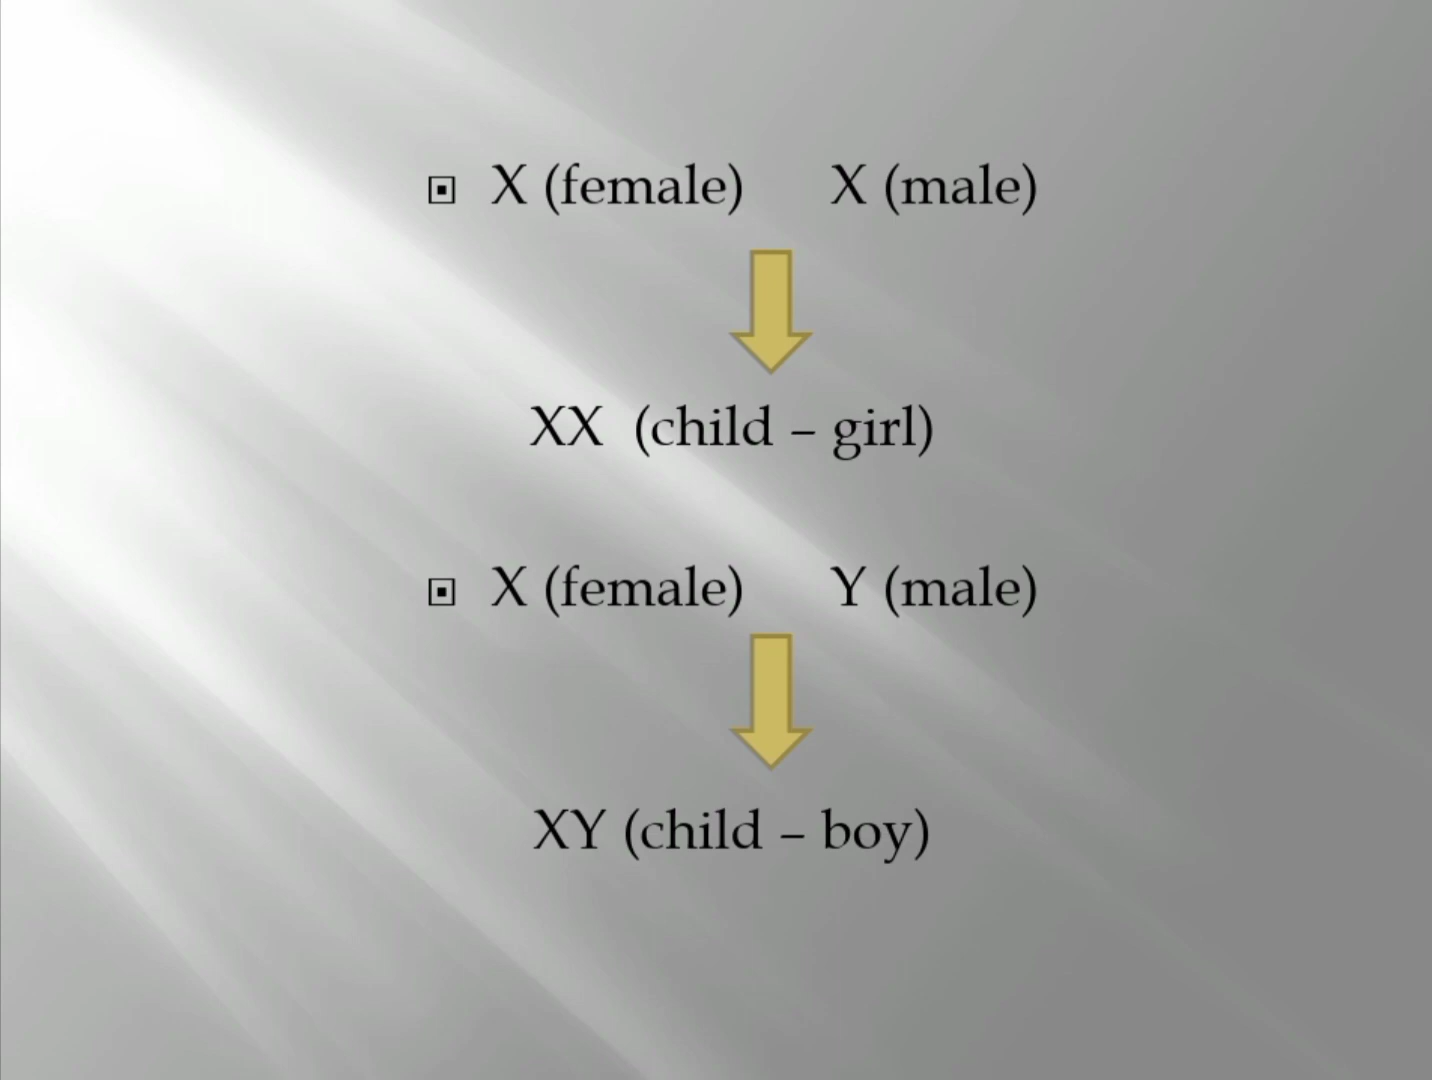 X (female) X (male)
XX (child – girl)
X (female) Y (male)
XY (child – boy)